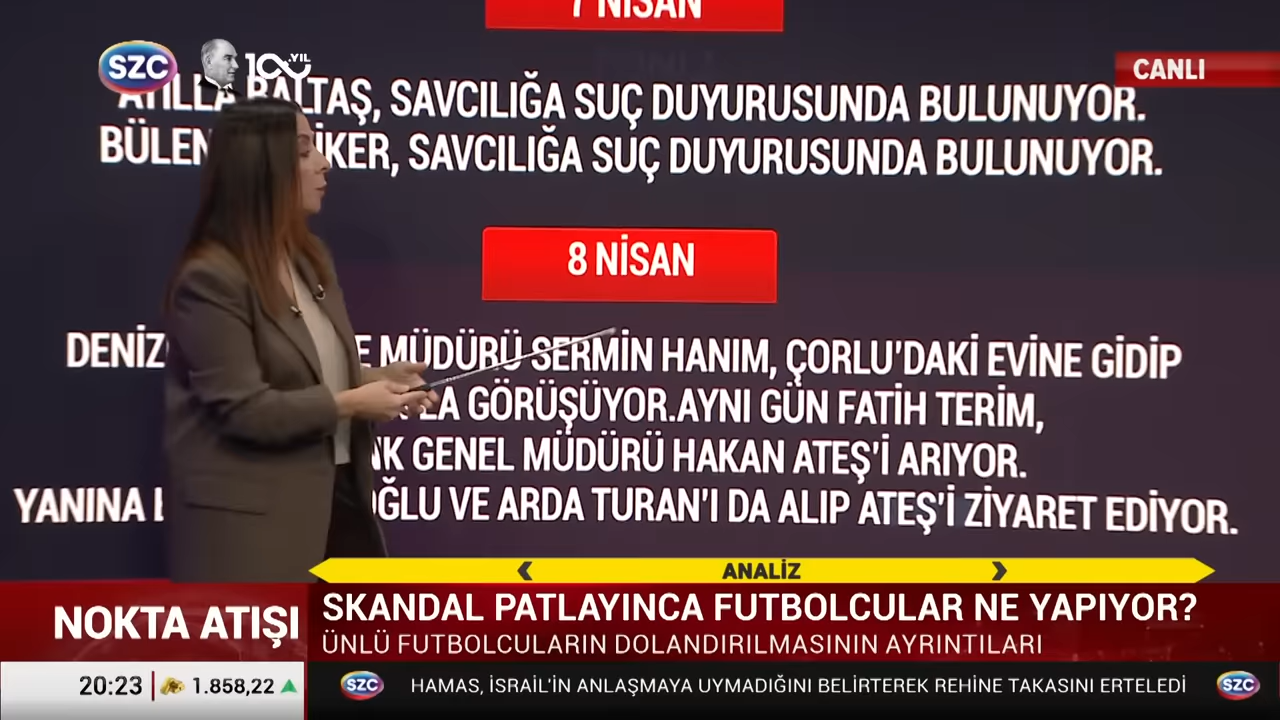 7 NİSAN
SZC
100.YIL
CANLI
ATİLLA BALTAŞ, SAVCILIĞA SUÇ DUYURUSUNDA BULUNUYOR.
SAVCILIĞA SUÇ DUYURUSUNDA BULUNUYOR.
8 NİSAN
MÜDÜRÜ SERMİN HANIM, ÇORLU'DAKİ EVİNE GİDİP
GÖRÜŞÜYOR.AYNI GÜN FATİH TERİM,
GENEL MÜDÜRÜ HAKAN ATEŞ'İ ARIYOR.
YANINA VE ARDA TURAN'I DA ALIP ATEŞ'İ ZİYARET EDİYOR.
ANALİZ
NOKTA ATIŞI
SKANDAL PATLAYINCA FUTBOLCULAR NE YAPIYOR?
ÜNLÜ FUTBOLCULARIN DOLANDIRILMASININ AYRINTILARI
20:23 1.858,22
SZC HAMAS, İSRAİL'İN ANLAŞMAYA UYMADIĞINI BELİRTEREK REHİNE TAKASINI ERTELEDİ SZC